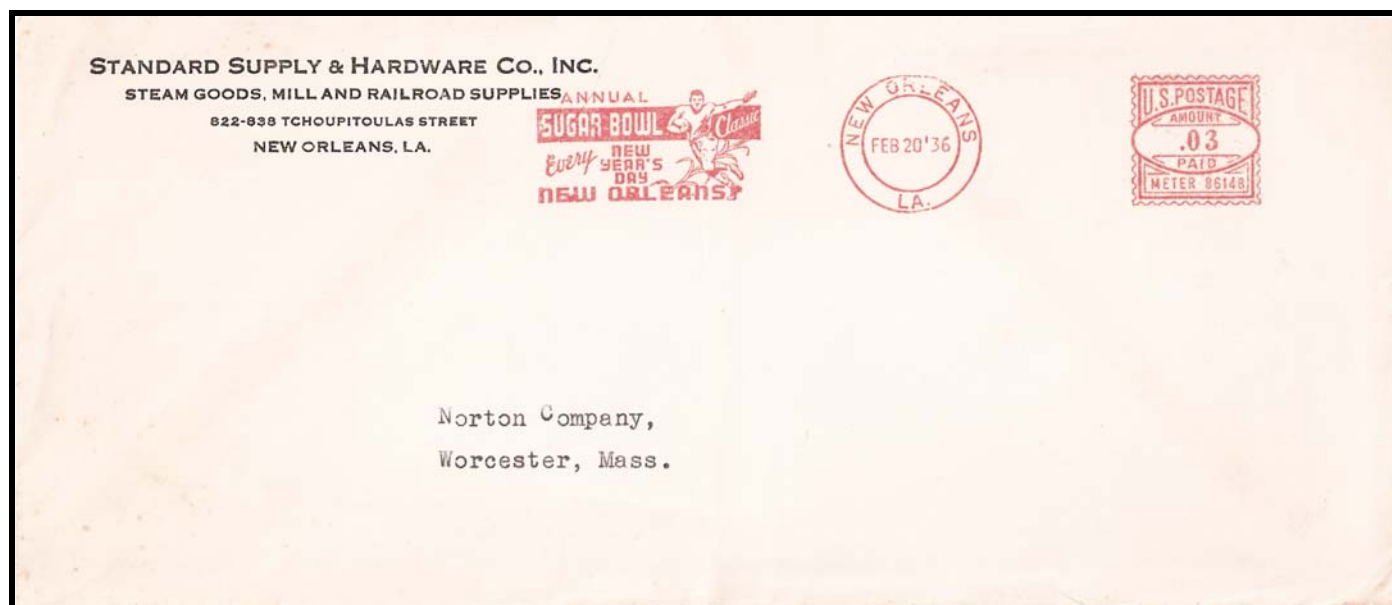 STANDARD SUPPLY & HARDWARE CO., INC.
STEAM GOODS, MILL AND RAILROAD SUPPLIES
822-838 TCHOUPITOULAS STREET
NEW ORLEANS, LA.
ANNUAL
SUGAR BOWL Classic
Every NEW YEAR'S DAY
NEW ORLEANS
NEW ORLEANS
FEB 20 '36
LA.
U.S. POSTAGE
AMOUNT
.03
PAID
METER 86148
Norton Company,
Worcester, Mass.